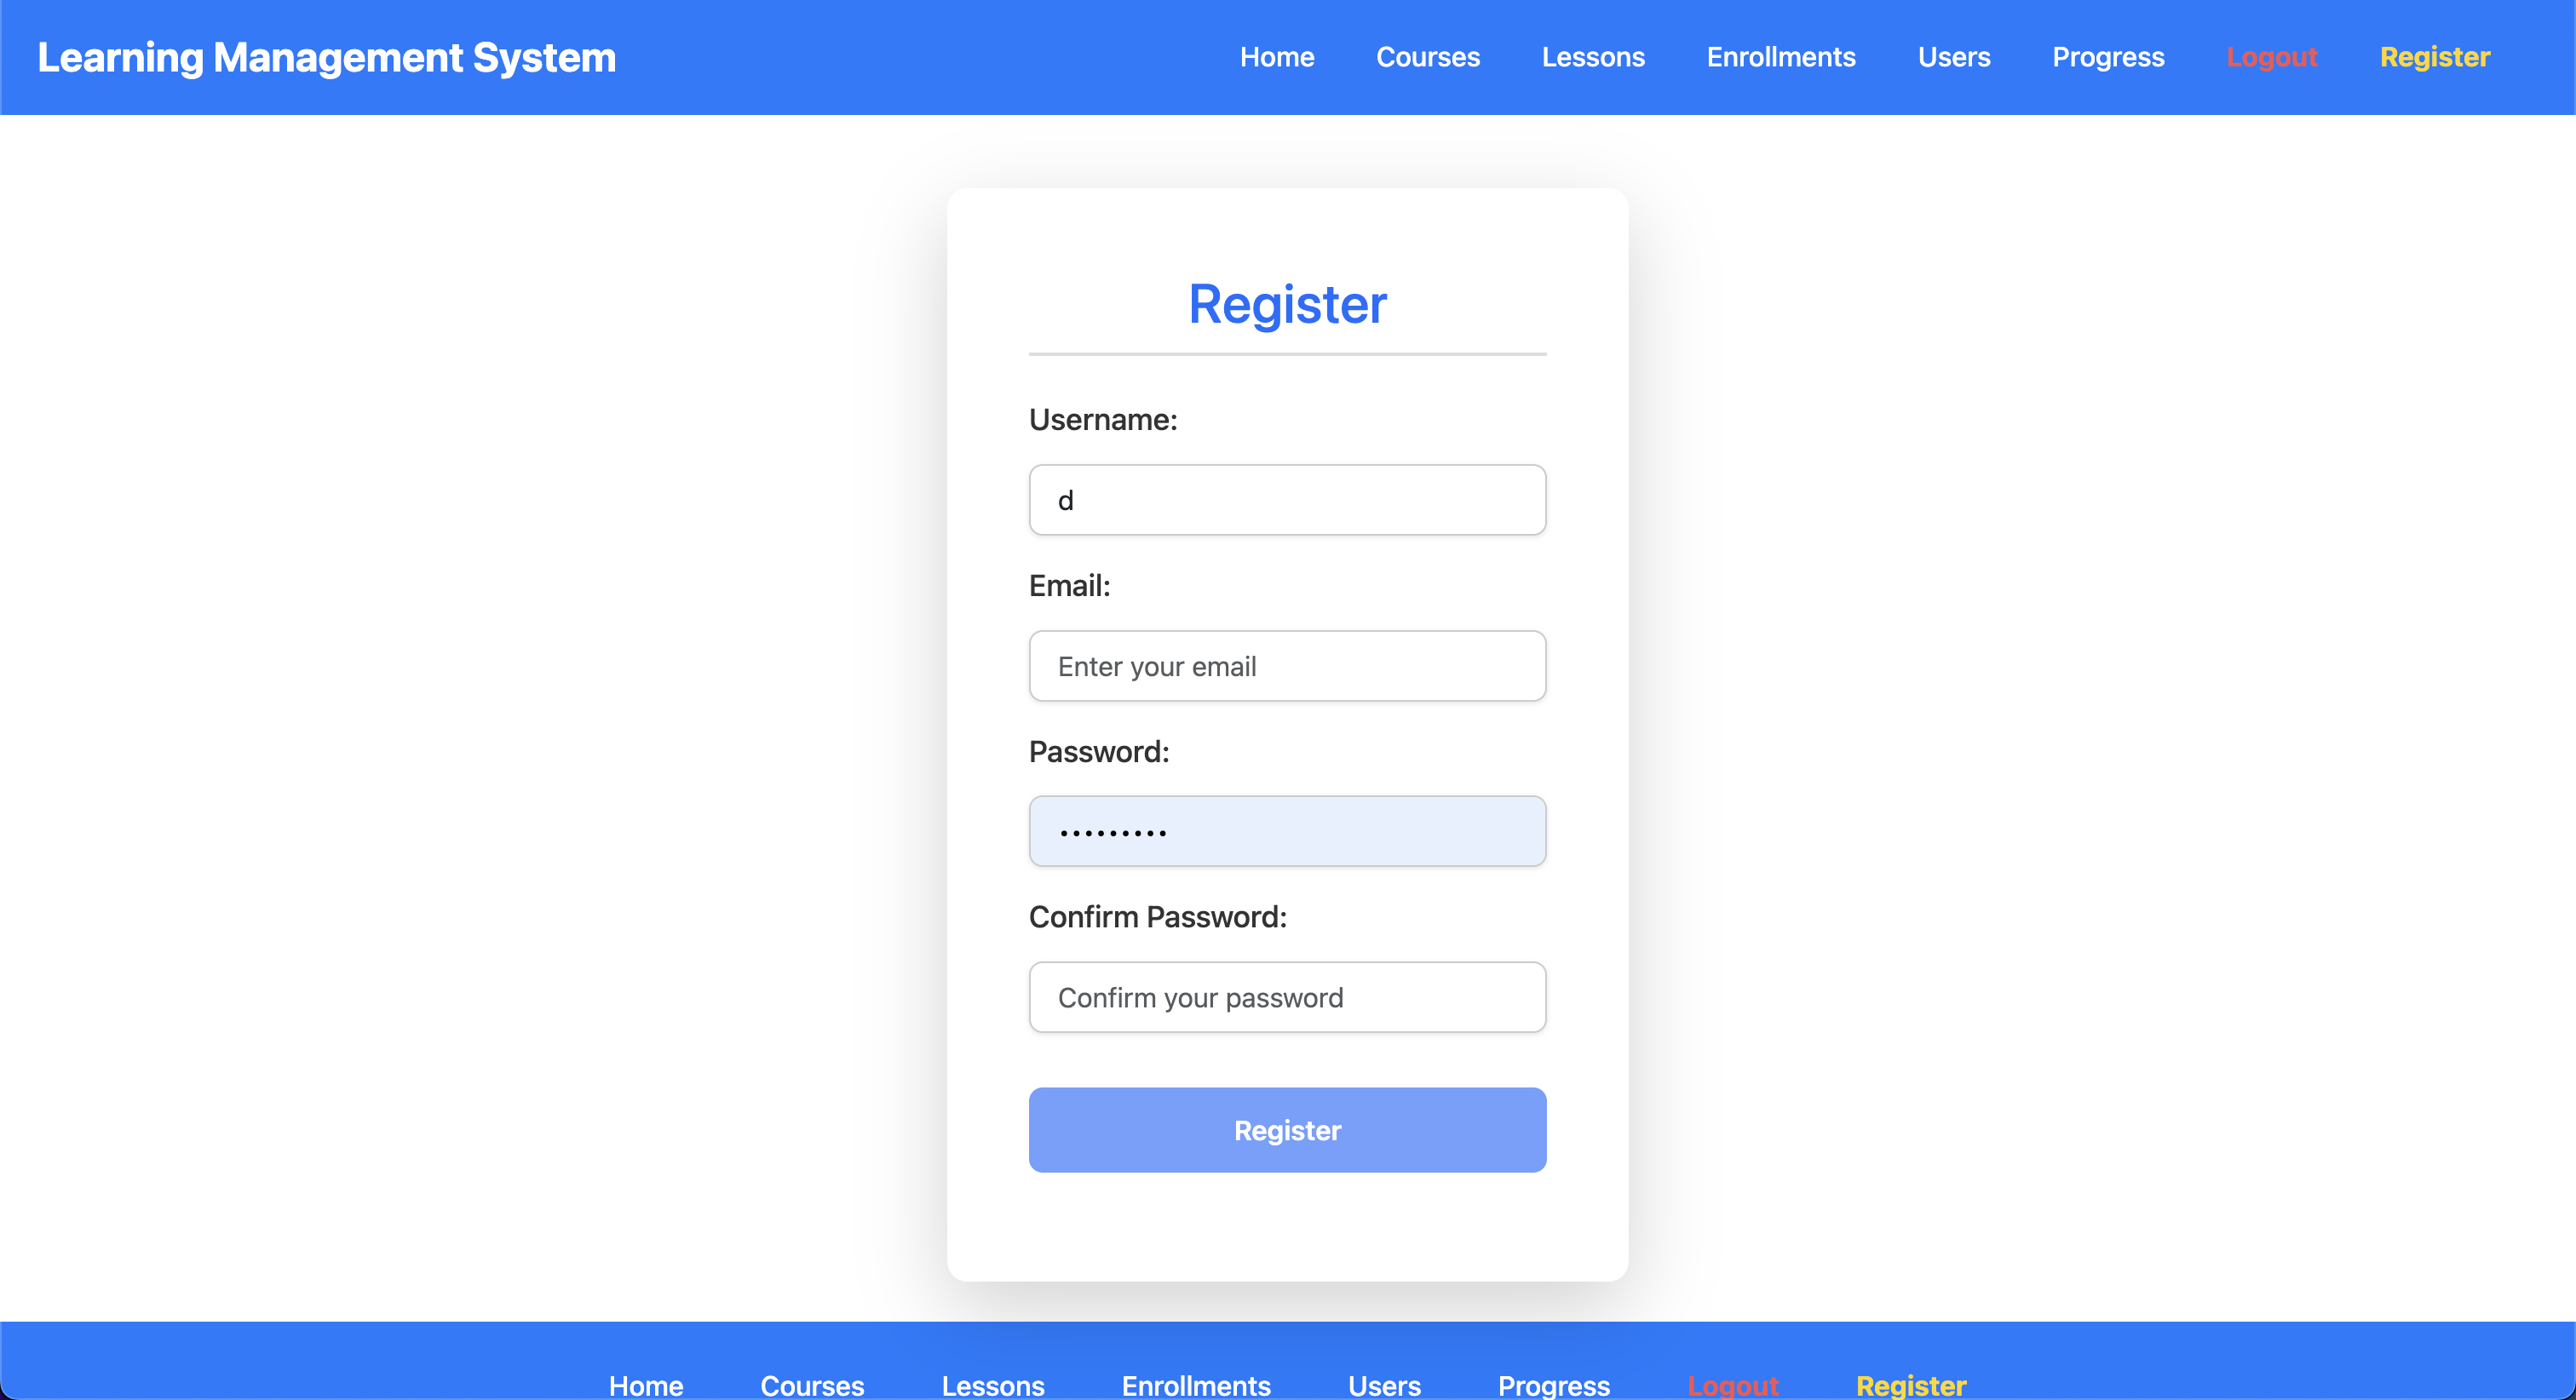 Learning Management System Home Courses Lessons Enrollments Users Progress Logout Register
Register
Username:
d
Email:
Enter your email
Password:
•••••••••
Confirm Password:
Confirm your password
Register
Home Courses Lessons Enrollments Users Progress Logout Register